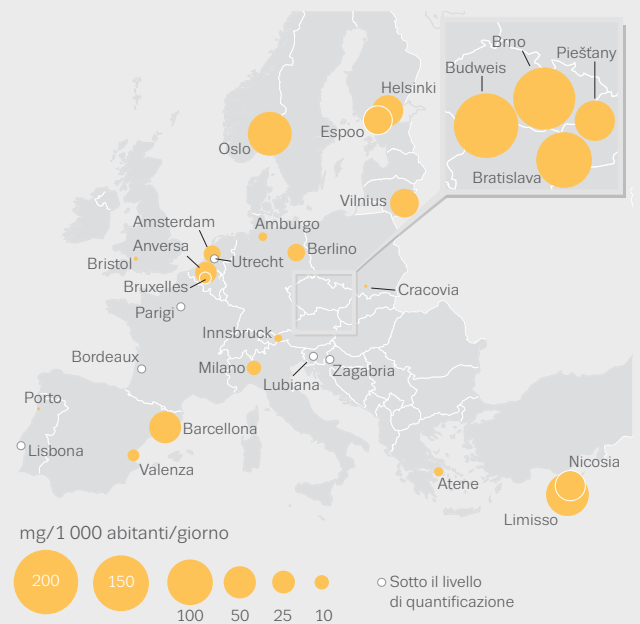 Brno
Piešťany
Budweis
Bratislava
Helsinki
Espoo
Oslo
Vilnius
Amsterdam
Amburgo
Anversa
Berlino
Utrecht
Bristol
Bruxelles
Cracovia
Parigi
Innsbruck
Bordeaux
Milano
Lubiana
Zagabria
Porto
Barcellona
Lisbona
Valenza
Nicosia
Atene
Limisso
mg/1 000 abitanti/giorno
200
150
100
50
25
10
Sotto il livello
di quantificazione